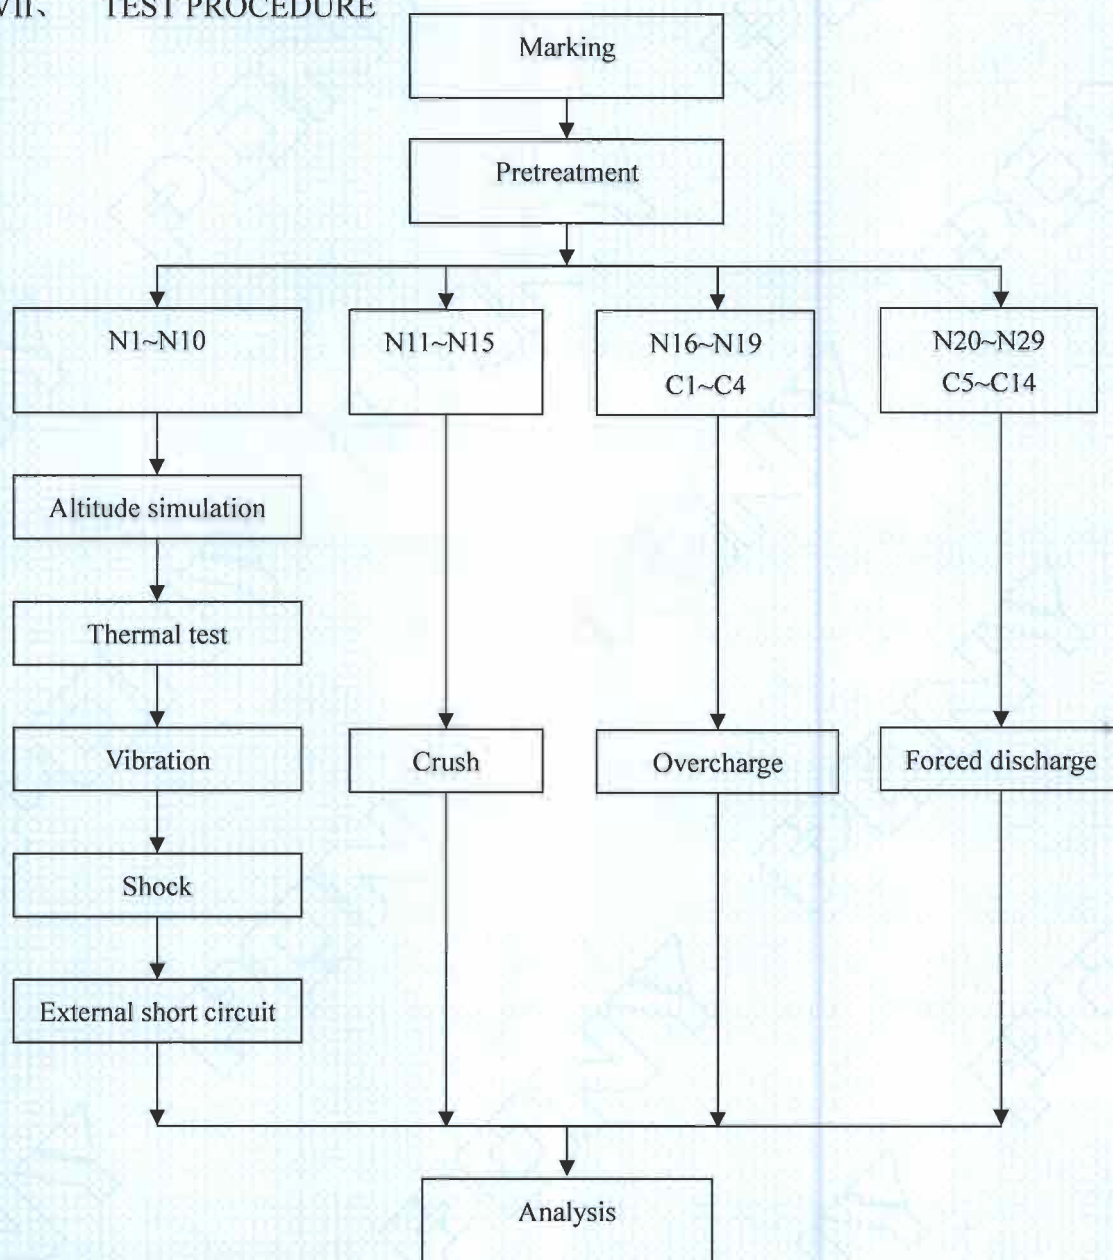 VII、 TEST PROCEDURE
Marking
Pretreatment
N1~N10
N11~N15
N16~N19
C1~C4
N20~N29
C5~C14
Altitude simulation
Thermal test
Vibration
Crush
Overcharge
Forced discharge
Shock
External short circuit
Analysis